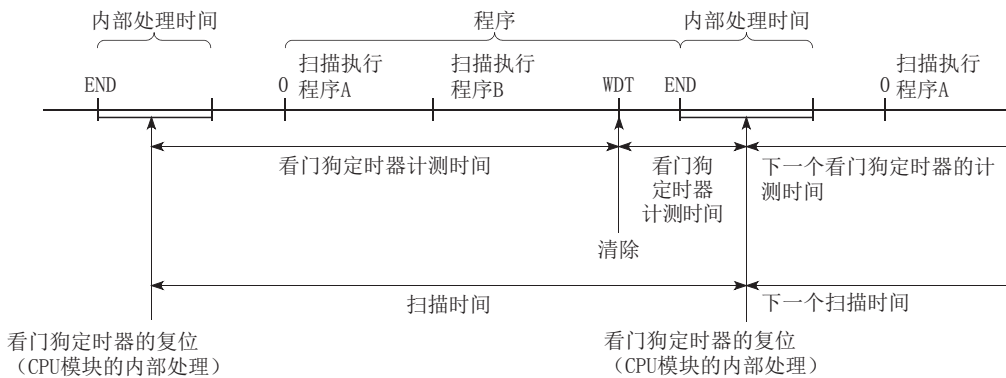 内部处理时间
程序
内部处理时间
END
0
扫描执行
程序A
扫描执行
程序B
WDT
END
0
扫描执行
程序A
看门狗定时器计测时间
看门狗
定时器
计测时间
下一个看门狗定时器的计
测时间
清除
扫描时间
下一个扫描时间
看门狗定时器的复位
（CPU模块的内部处理）
看门狗定时器的复位
（CPU模块的内部处理）